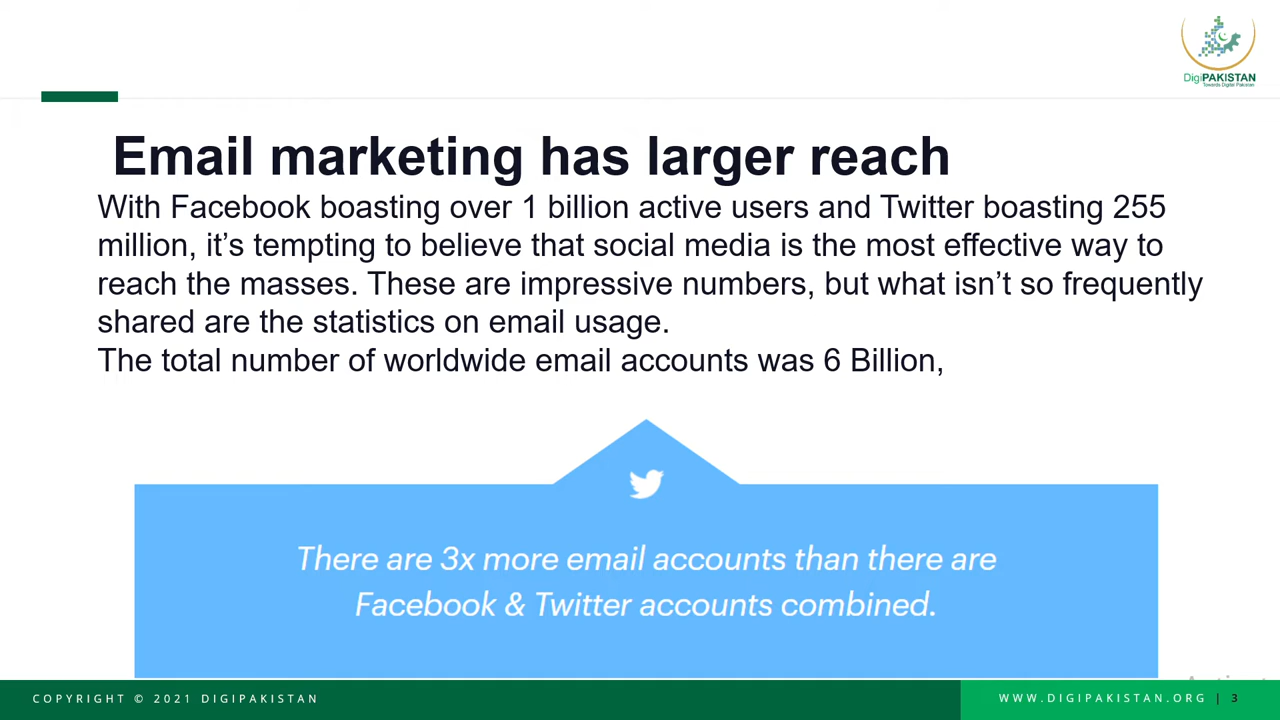 DigiPAKISTAN
Towards Digital Pakistan
Email marketing has larger reach
With Facebook boasting over 1 billion active users and Twitter boasting 255
million, it’s tempting to believe that social media is the most effective way to
reach the masses. These are impressive numbers, but what isn’t so frequently
shared are the statistics on email usage.
The total number of worldwide email accounts was 6 Billion,
There are 3x more email accounts than there are
Facebook & Twitter accounts combined.
COPYRIGHT © 2021 DIGIPAKISTAN
WWW.DIGIPAKISTAN.ORG | 3